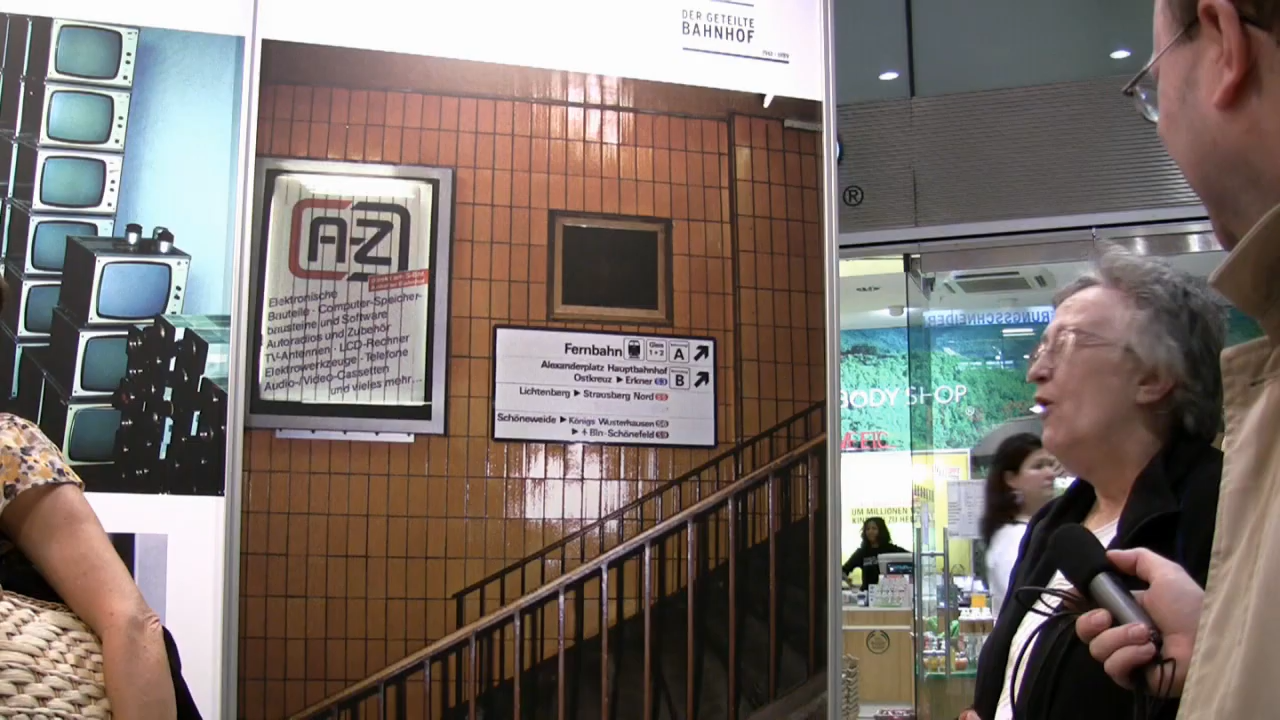 DER GETEILTE
BAHNHOF
A-Z
Elektronische
Bauteile · Computer-Speicher-
bausteine und Software
Autoradios und Zubehör
TV-Antennen · LCD-Rechner
Elektrowerkzeuge · Telefone
Audio-/Video-Cassetten
und vieles mehr...
Fernbahn Gleis 1+2 A
Alexanderplatz Hauptbahnhof B
Ostkreuz ▶ Erkner
Lichtenberg ▶ Strausberg Nord
Schöneweide ▶ Königs Wusterhausen
▶ Bln-Schönefeld
®
BODY SHOP
UM MILLIONEN